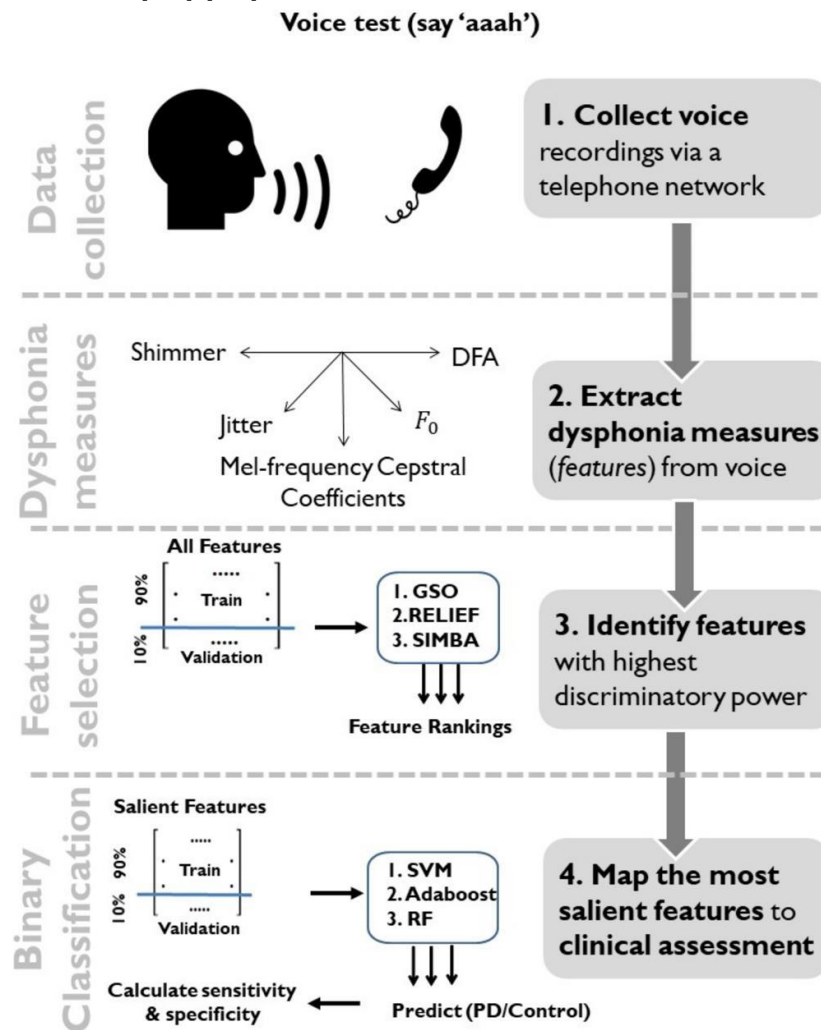 Voice test (say ‘aaah’)
Data
collection
1. Collect voice
recordings via a
telephone network
Dysphonia
measures
Shimmer
DFA
Jitter
F₀
Mel-frequency Cepstral
Coefficients
2. Extract
dysphonia measures
(features) from voice
Feature
selection
All Features
90%
.....
Train
10%
.....
Validation
1. GSO
2.RELIEF
3. SIMBA
Feature Rankings
3. Identify features
with highest
discriminatory power
Binary
Classification
Salient Features
90%
.....
Train
10%
.....
Validation
1. SVM
2. Adaboost
3. RF
Predict (PD/Control)
Calculate sensitivity
& specificity
4. Map the most
salient features to
clinical assessment